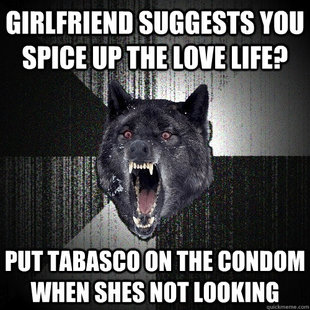 GIRLFRIEND SUGGESTS YOU
SPICE UP THE LOVE LIFE?
PUT TABASCO ON THE CONDOM
WHEN SHES NOT LOOKING
quickmeme.com